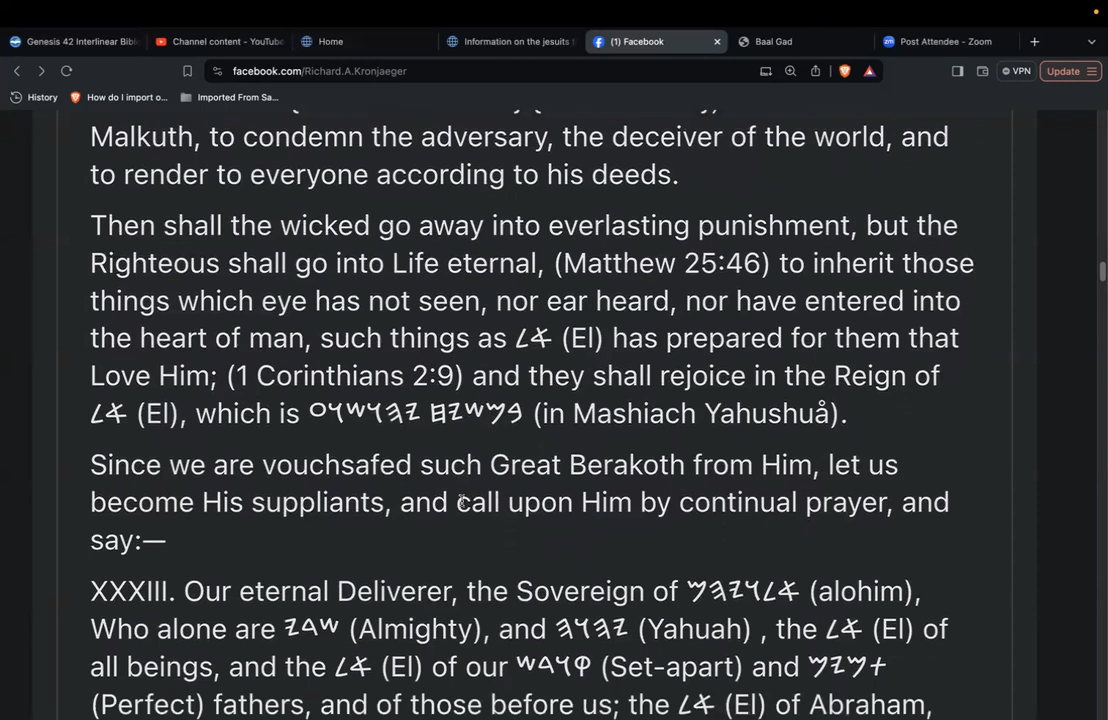 Genesis 42 Interlinear Bibl
Channel content - YouTube
Home
Information on the jesuits
(1) Facebook
Baal Gad
Post Attendee - Zoom
facebook.com/Richard.A.Kronjaeger
VPN
Update
History
How do I import o...
Imported From Sa...
Malkuth, to condemn the adversary, the deceiver of the world, and
to render to everyone according to his deeds.
Then shall the wicked go away into everlasting punishment, but the
Righteous shall go into Life eternal, (Matthew 25:46) to inherit those
things which eye has not seen, nor ear heard, nor have entered into
the heart of man, such things as 𐤀𐤋 (El) has prepared for them that
Love Him; (1 Corinthians 2:9) and they shall rejoice in the Reign of
𐤀𐤋 (El), which is 𐤁𐤌𐤔𐤉𐤇 𐤉𐤄𐤅𐤔𐤅𐤏 (in Mashiach Yahushuå).
Since we are vouchsafed such Great Berakoth from Him, let us
become His suppliants, and call upon Him by continual prayer, and
say:—
XXXIII. Our eternal Deliverer, the Sovereign of 𐤀𐤋𐤅𐤄𐤉𐤌 (alohim),
Who alone are 𐤔𐤃𐤉 (Almighty), and 𐤉𐤄𐤅𐤄 (Yahuah) , the 𐤀𐤋 (El) of
all beings, and the 𐤀𐤋 (El) of our 𐤒𐤅𐤃𐤔 (Set-apart) and 𐤕𐤌𐤉𐤌
(Perfect) fathers, and of those before us; the 𐤀𐤋 (El) of Abraham,